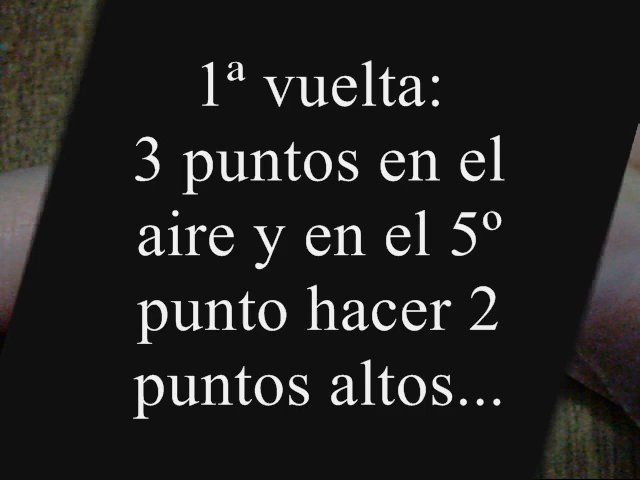 1ª vuelta:
3 puntos en el
aire y en el 5º
punto hacer 2
puntos altos...